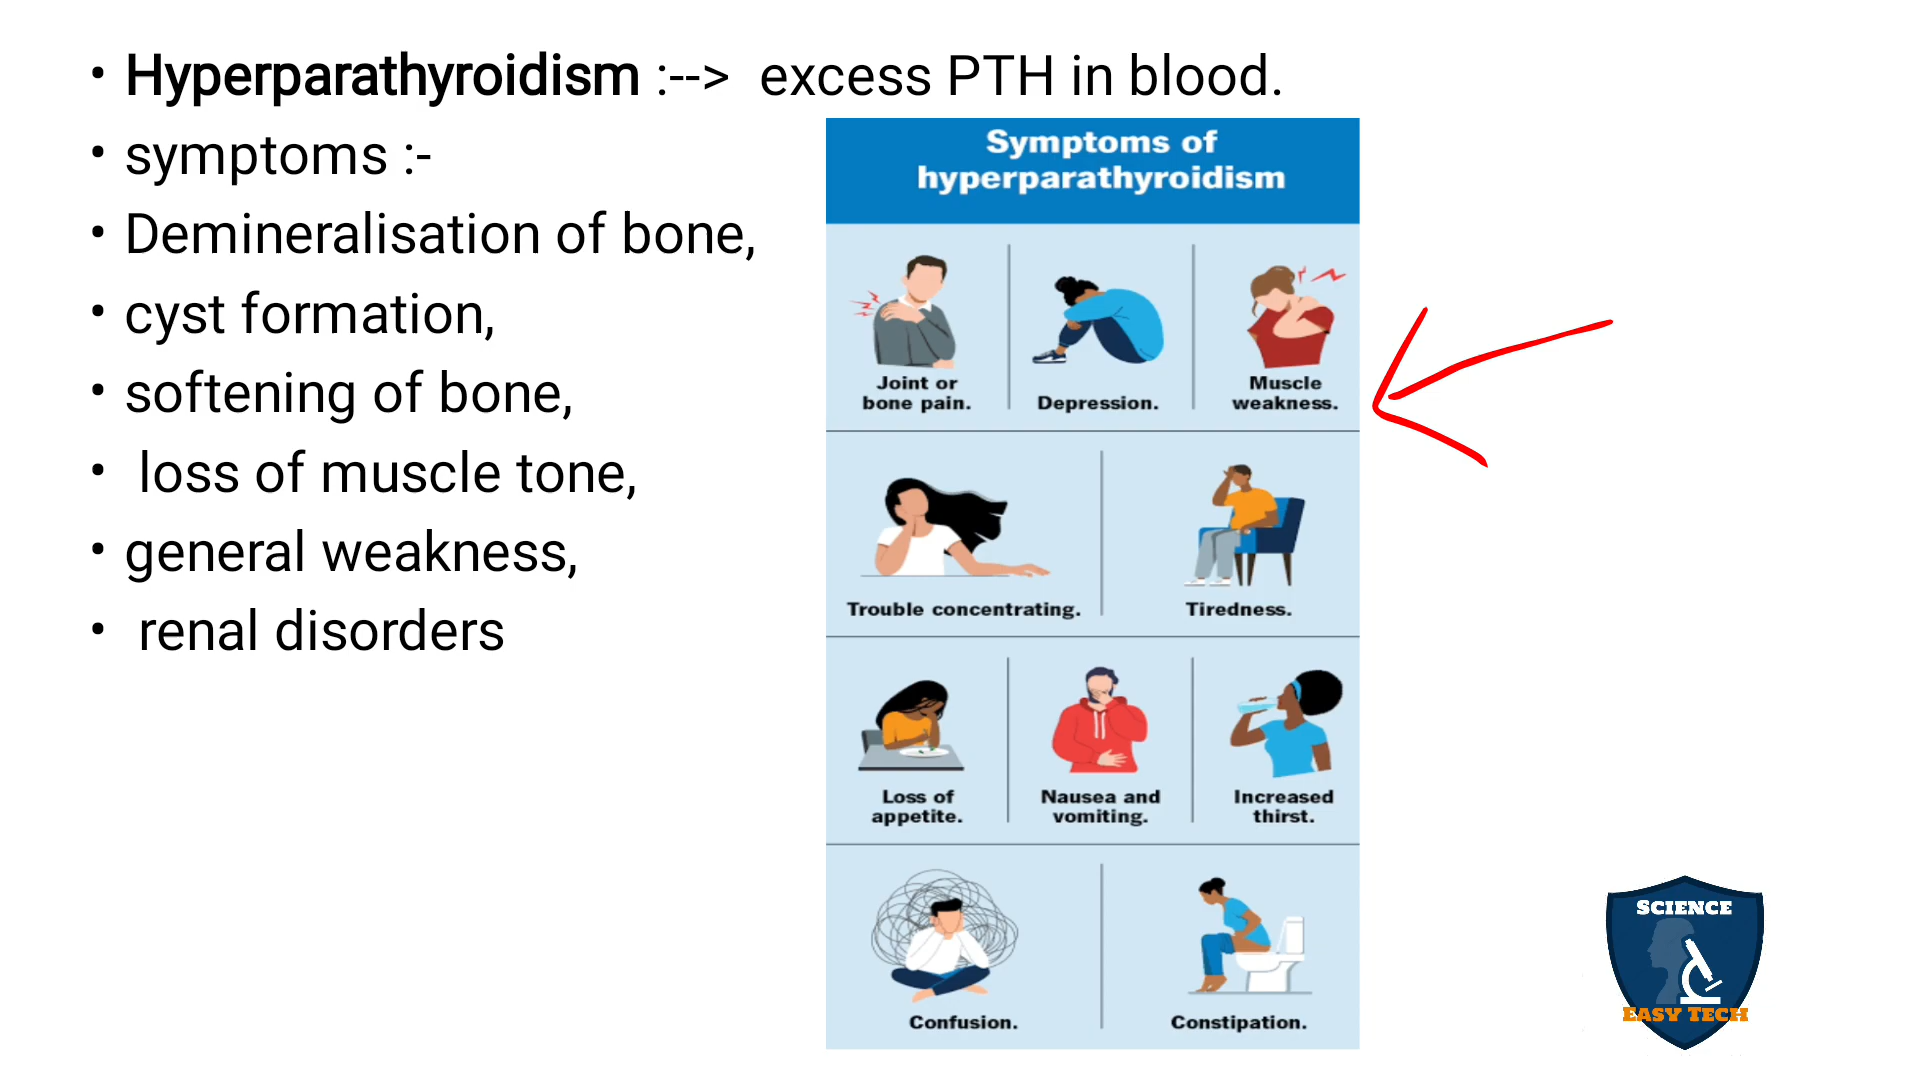 • Hyperparathyroidism :--> excess PTH in blood.
• symptoms :-
• Demineralisation of bone,
• cyst formation,
• softening of bone,
• loss of muscle tone,
• general weakness,
• renal disorders
Symptoms of
hyperparathyroidism
Joint or
bone pain.
Depression.
Muscle
weakness.
Trouble concentrating.
Tiredness.
Loss of
appetite.
Nausea and
vomiting.
Increased
thirst.
Confusion.
Constipation.
SCIENCE
EASY TECH